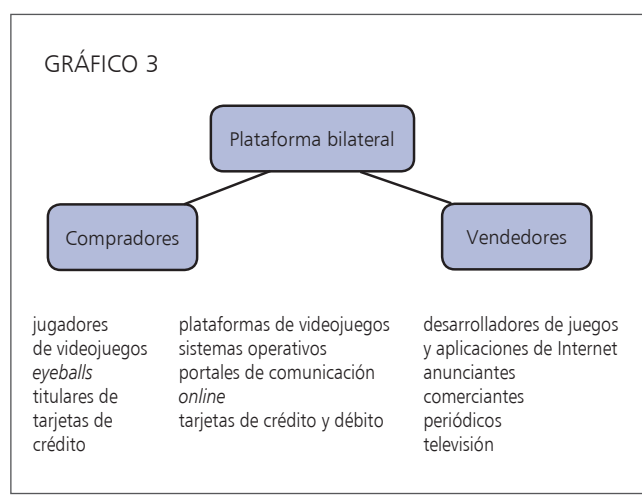 GRÁFICO 3
Plataforma bilateral
Compradores
Vendedores
jugadores
de videojuegos
eyeballs
titulares de
tarjetas de
crédito
plataformas de videojuegos
sistemas operativos
portales de comunicación
online
tarjetas de crédito y débito
desarrolladores de juegos
y aplicaciones de Internet
anunciantes
comerciantes
periódicos
televisión